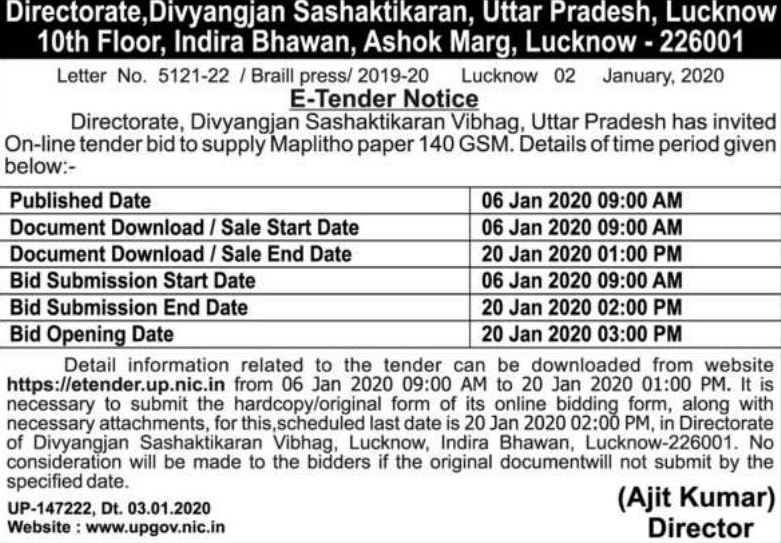 Directorate,Divyangjan Sashaktikaran, Uttar Pradesh, Lucknow
10th Floor, Indira Bhawan, Ashok Marg, Lucknow - 226001
Letter No. 5121-22 / Braill press/ 2019-20 Lucknow 02 January, 2020
E-Tender Notice
Directorate, Divyangjan Sashaktikaran Vibhag, Uttar Pradesh has invited
On-line tender bid to supply Maplitho paper 140 GSM. Details of time period given
below:-
Published Date 06 Jan 2020 09:00 AM
Document Download / Sale Start Date 06 Jan 2020 09:00 AM
Document Download / Sale End Date 20 Jan 2020 01:00 PM
Bid Submission Start Date 06 Jan 2020 09:00 AM
Bid Submission End Date 20 Jan 2020 02:00 PM
Bid Opening Date 20 Jan 2020 03:00 PM
Detail information related to the tender can be downloaded from website
https://etender.up.nic.in from 06 Jan 2020 09:00 AM to 20 Jan 2020 01:00 PM. It is
necessary to submit the hardcopy/original form of its online bidding form, along with
necessary attachments, for this,scheduled last date is 20 Jan 2020 02:00 PM, in Directorate
of Divyangjan Sashaktikaran Vibhag, Lucknow, Indira Bhawan, Lucknow-226001. No
consideration will be made to the bidders if the original documentwill not submit by the
specified date.
UP-147222, Dt. 03.01.2020
Website : www.upgov.nic.in
(Ajit Kumar)
Director